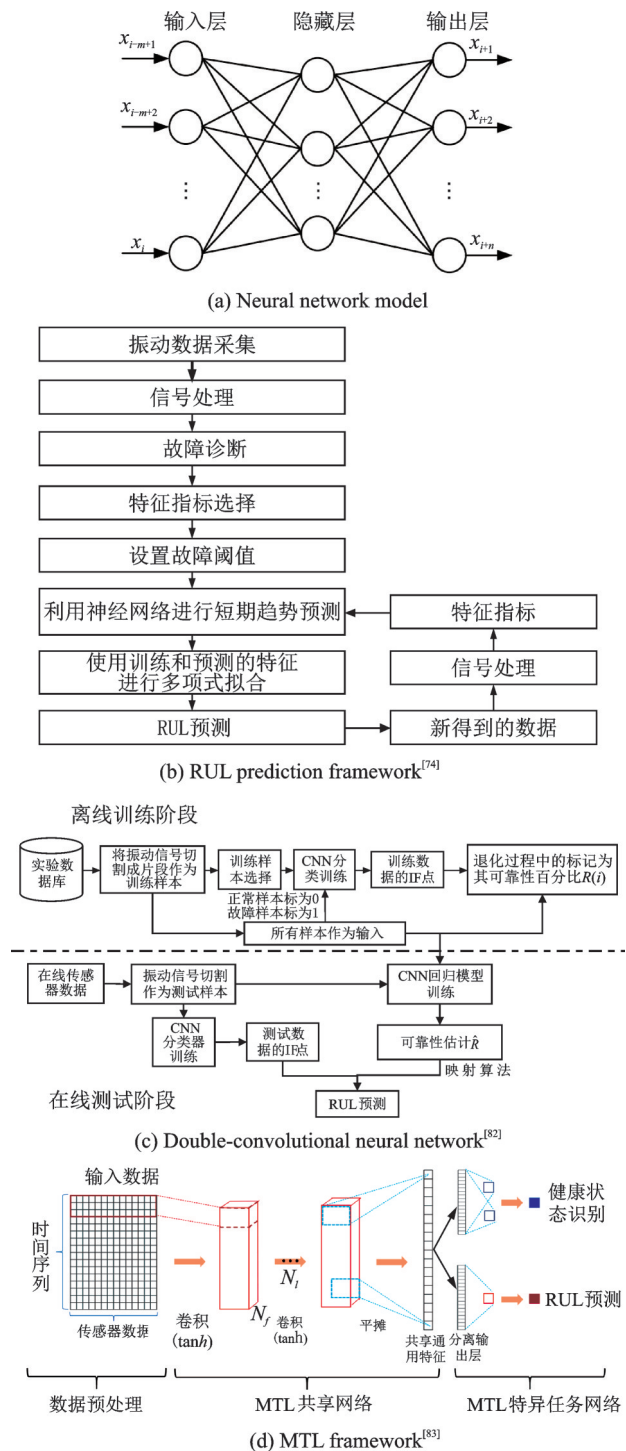 输入层 隐藏层 输出层
x_{i-m+1} x_{i+1}
x_{i-m+2} x_{i+2}
⋮ ⋮ ⋮
x_i x_{i+n}
(a) Neural network model
振动数据采集
信号处理
故障诊断
特征指标选择
设置故障阈值
利用神经网络进行短期趋势预测
特征指标
使用训练和预测的特征
进行多项式拟合
信号处理
RUL预测
新得到的数据
(b) RUL prediction framework[74]
离线训练阶段
实验数
据库
将振动信号切
割成片段作为
训练样本
训练样
本选择
CNN分
类训练
训练数
据的IF点
退化过程中的标记为
其可靠性百分比R(i)
正常样本标为0
故障样本标为1
所有样本作为输入
在线传感
器数据
振动信号切割
作为测试样本
CNN回归模型
训练
CNN
分类器
训练
测试数
据的IF点
可靠性估计R̂
映射算法
RUL预测
在线测试阶段
(c) Double-convolutional neural network[82]
输入数据
时间序列
传感器数据
卷积
(tanh)
N_f
卷积
(tanh)
N_l
平摊
共享通
用特征
分离输
出层
健康状
态识别
RUL预测
数据预处理 MTL共享网络 MTL特异任务网络
(d) MTL framework[83]